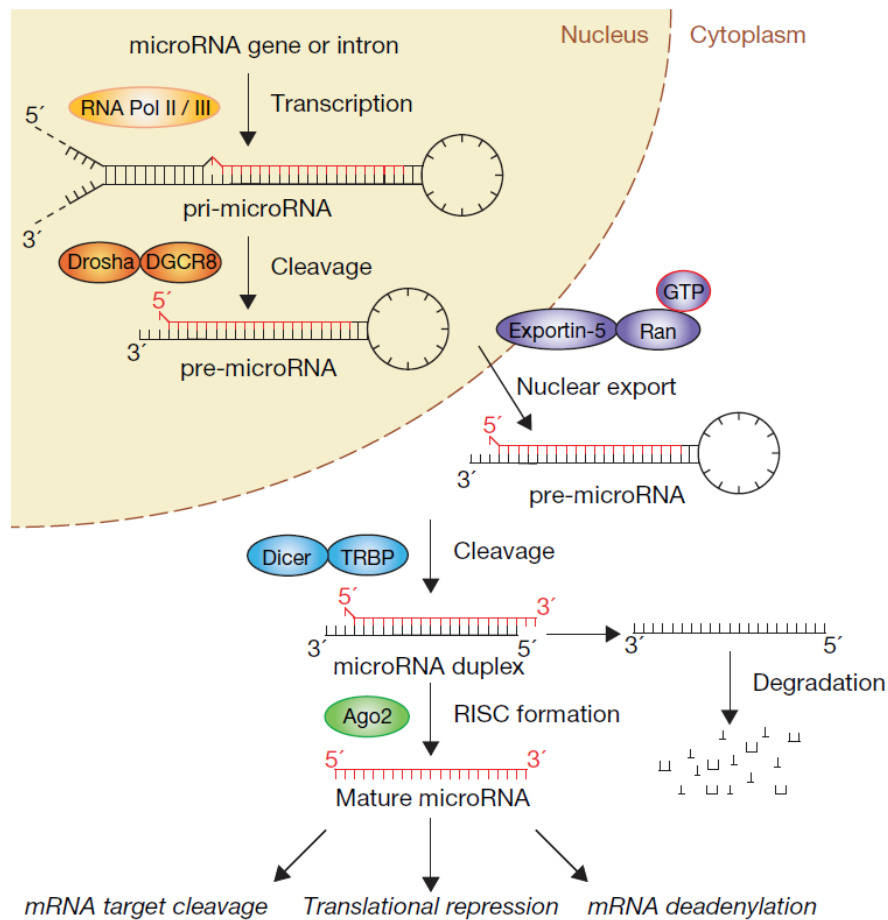 microRNA gene or intron
Nucleus
Cytoplasm
RNA Pol II / III
Transcription
5´
3´
pri-microRNA
Drosha
DGCR8
Cleavage
5´
3´
pre-microRNA
GTP
Exportin-5
Ran
Nuclear export
5´
3´
pre-microRNA
Dicer
TRBP
Cleavage
5´
3´
3´
5´
microRNA duplex
3´
5´
Degradation
Ago2
RISC formation
5´
3´
Mature microRNA
mRNA target cleavage
Translational repression
mRNA deadenylation